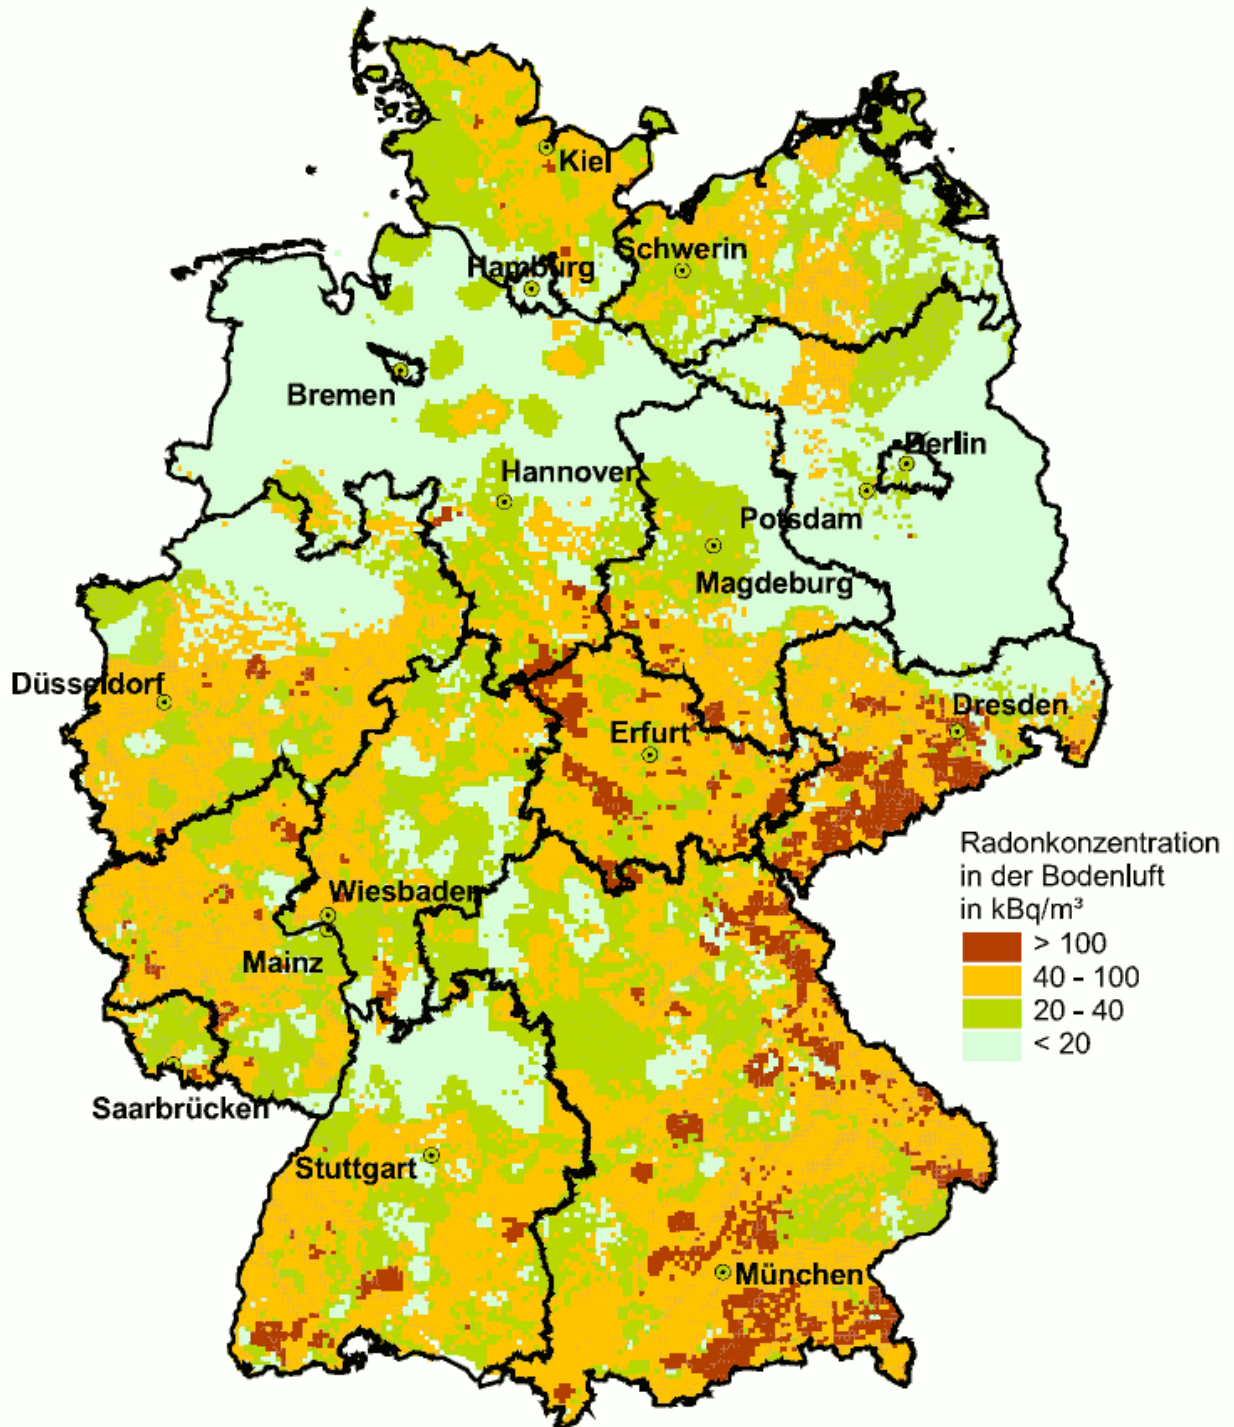 Kiel
Schwerin
Hamburg
Bremen
Berlin
Hannover
Potsdam
Magdeburg
Düsseldorf
Dresden
Erfurt
Wiesbaden
Mainz
Saarbrücken
Stuttgart
München
Radonkonzentration
in der Bodenluft
in kBq/m³
> 100
40 - 100
20 - 40
< 20